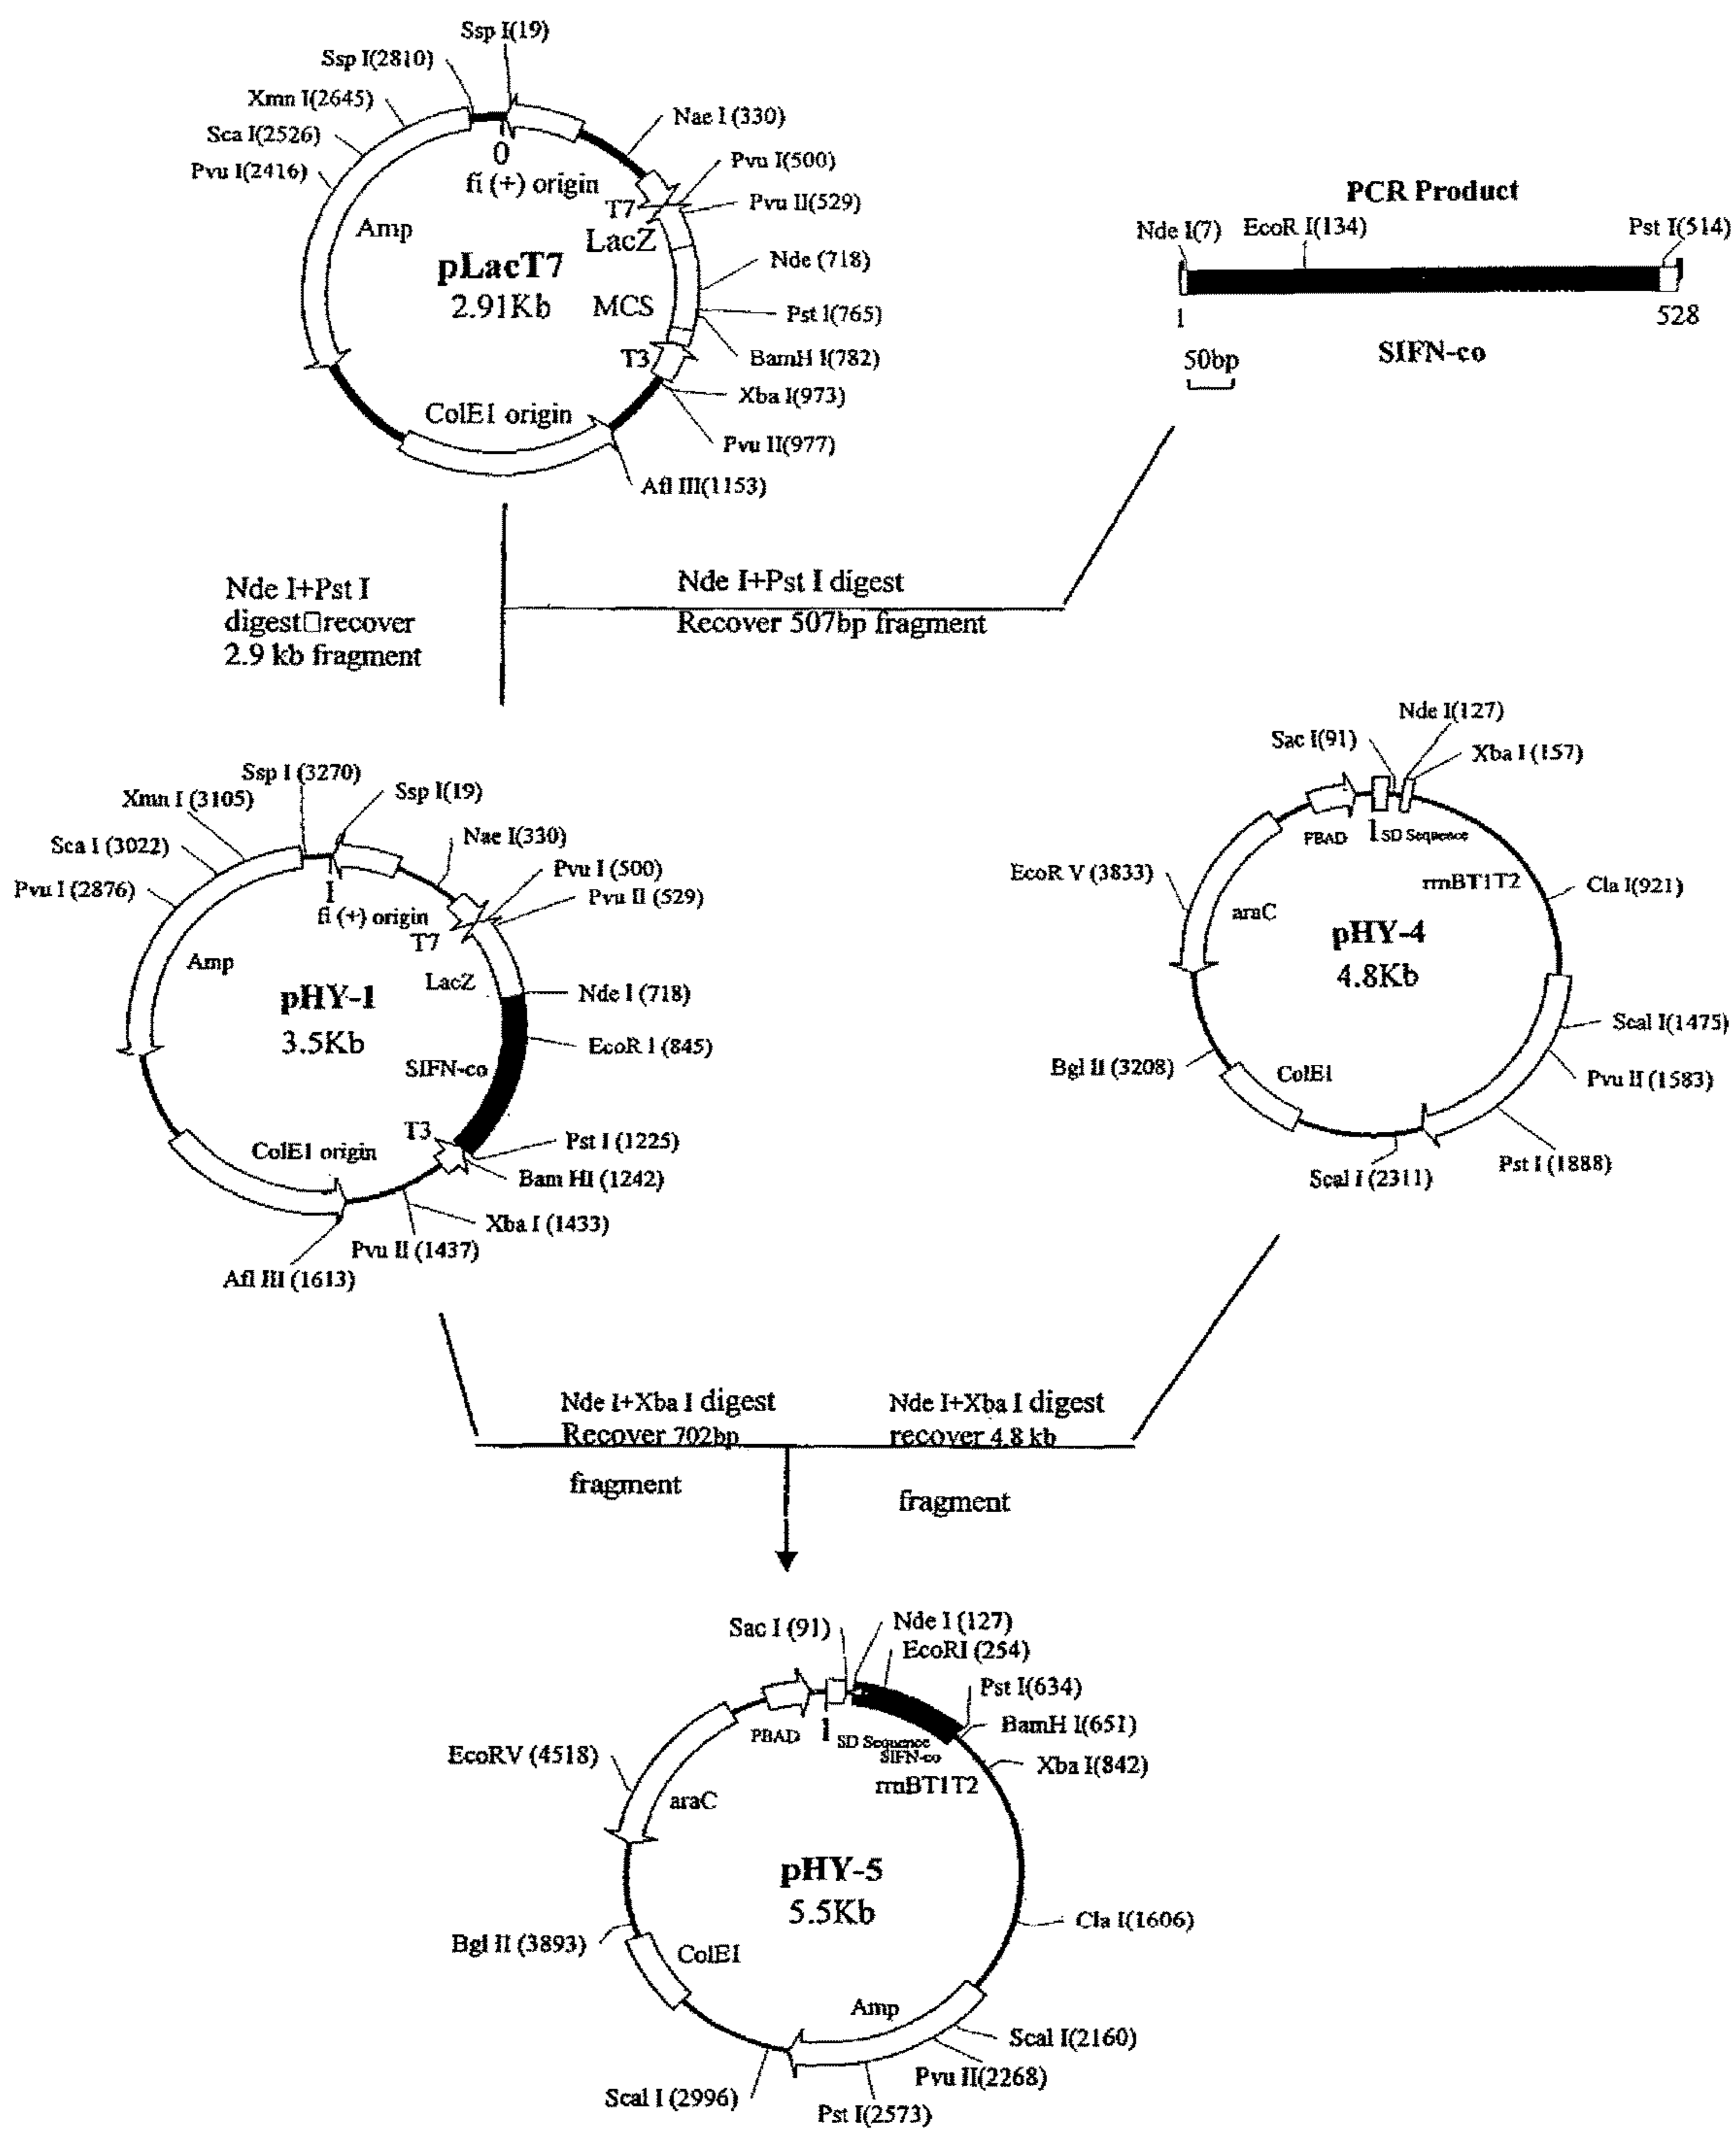 Ssp I(19)
Ssp I(2810)
Xmn I(2645)
Sca I(2526)
Pvu I(2416)
Nae I (330)
Pvu I(500)
Pvu II(529)
Nde (718)
Pst I(765)
BamH I(782)
Xba I(973)
Pvu II(977)
Afl III(1153)
0
fi (+) origin
T7
LacZ
Amp
pLacT7
2.91Kb
MCS
T3
ColE1 origin
PCR Product
Nde I(7)
EcoR I(134)
Pst I(514)
1
528
50bp
SIFN-co
Nde I+Pst I
digest□recover
2.9 kb fragment
Nde I+Pst I digest
Recover 507bp fragment
Ssp I (3270)
Ssp I(19)
Xmn I (3105)
Sca I (3022)
Pvu I (2876)
Nae I(330)
Pvu I (500)
Pvu II (529)
Nde I (718)
EcoR I (845)
Pst I (1225)
Bam HI (1242)
Xba I (1433)
Pvu II (1437)
Afl III (1613)
1
fi (+) origin
T7
Amp
LacZ
pHY-1
3.5Kb
SIFN-co
T3
ColE1 origin
Nde I(127)
Sac I(91)
Xba I (157)
PBAD
1
SD Sequence
EcoR V (3833)
rrnBT1T2
Cla I(921)
araC
pHY-4
4.8Kb
Scal I(1475)
Bgl II (3208)
ColE1
Pvu II (1583)
Pst I (1888)
Scal I (2311)
Nde I+Xba I digest
Recover 702bp
fragment
Nde I+Xba I digest
recover 4.8 kb
fragment
Sac I (91)
Nde I (127)
EcoRI (254)
Pst I(634)
BamH I(651)
Xba I(842)
PBAD
1
SD Sequence
SIFN-co
rrnBT1T2
EcoRV (4518)
araC
pHY-5
5.5Kb
Cla I(1606)
Bgl II (3893)
ColE1
Amp
Scal I(2160)
Pvu II(2268)
Scal I (2996)
Pst I(2573)